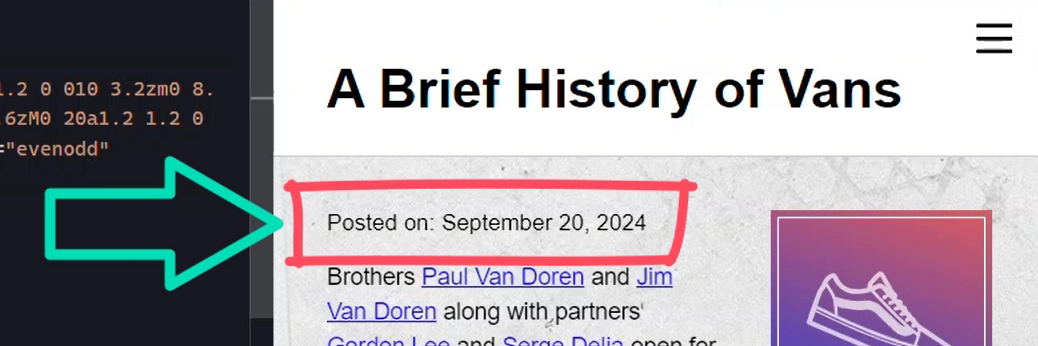 .2 0 010 3.2zm0 8.
.6zM0 20a1.2 1.2 0
="evenodd"
A Brief History of Vans
Posted on: September 20, 2024
Brothers Paul Van Doren and Jim
Van Doren along with partners'
Gordon Lee and Serge Delia open for